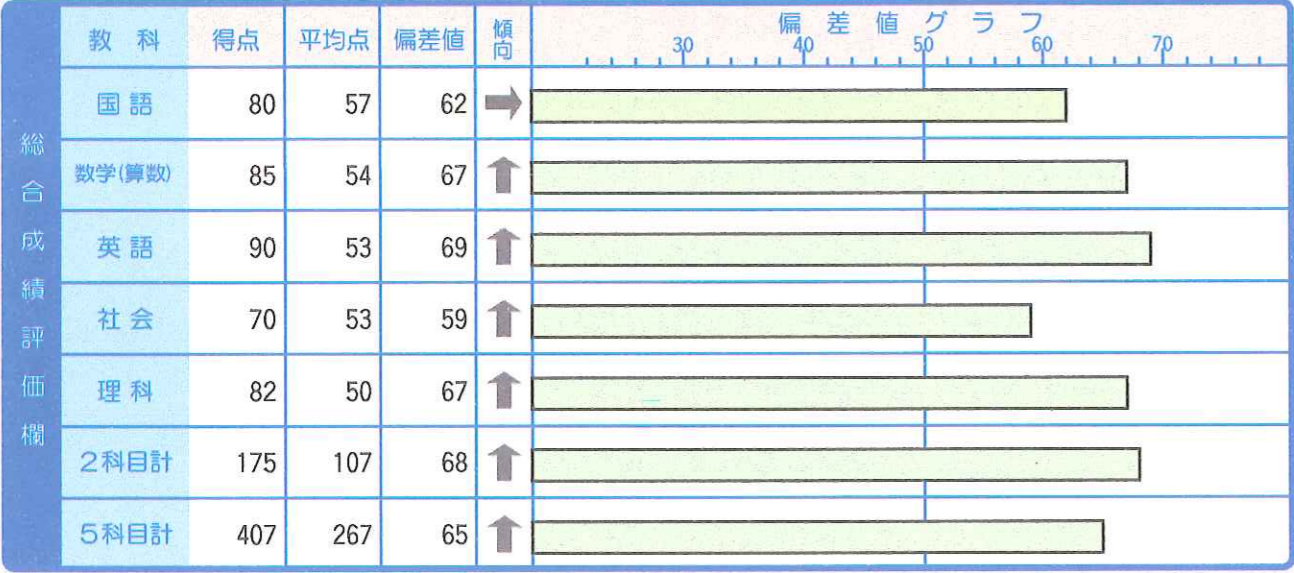 総合成績評価欄
教科 得点 平均点 偏差値 傾向 偏差値グラフ
30 40 50 60 70
国語 80 57 62
数学(算数) 85 54 67
英語 90 53 69
社会 70 53 59
理科 82 50 67
2科目計 175 107 68
5科目計 407 267 65